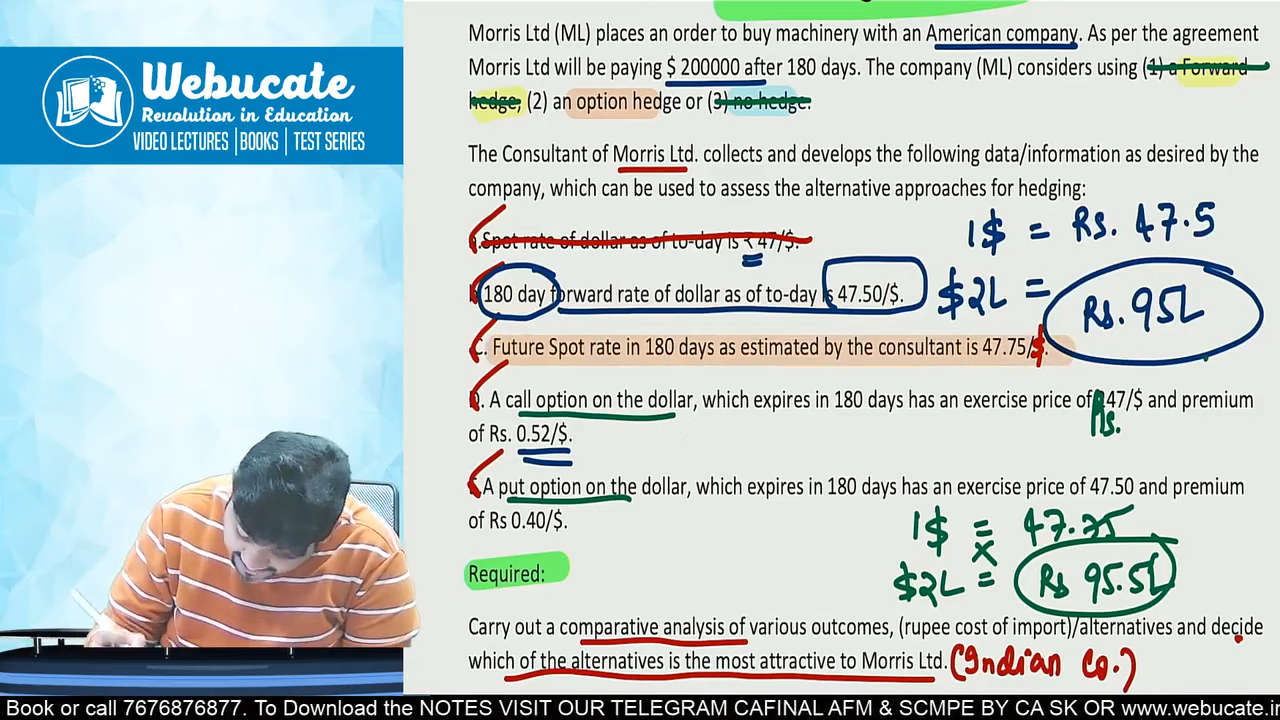 Webucate
Revolution in Education
VIDEO LECTURES | BOOKS | TEST SERIES
Morris Ltd (ML) places an order to buy machinery with an American company. As per the agreement
Morris Ltd will be paying $ 200000 after 180 days. The company (ML) considers using (1) a Forward
hedge, (2) an option hedge or (3) no hedge.
The Consultant of Morris Ltd. collects and develops the following data/information as desired by the
company, which can be used to assess the alternative approaches for hedging:
Spot rate of dollar as of to-day is ₹ 47/$.
180 day forward rate of dollar as of to-day is 47.50/$.
C. Future Spot rate in 180 days as estimated by the consultant is 47.75/$.
D. A call option on the dollar, which expires in 180 days has an exercise price of Rs. 47/$ and premium
of Rs. 0.52/$.
A put option on the dollar, which expires in 180 days has an exercise price of 47.50 and premium
of Rs 0.40/$.
1$ = Rs. 47.5
$2L = Rs. 95L
1$ = 47.75
x
$2L = Rs 95.5L
Required:
Carry out a comparative analysis of various outcomes, (rupee cost of import)/alternatives and decide
which of the alternatives is the most attractive to Morris Ltd. (Indian Co.)
Book or call 7676876877. To Download the NOTES VISIT OUR TELEGRAM CAFINAL AFM & SCMPE BY CA SK OR www.webucate.in